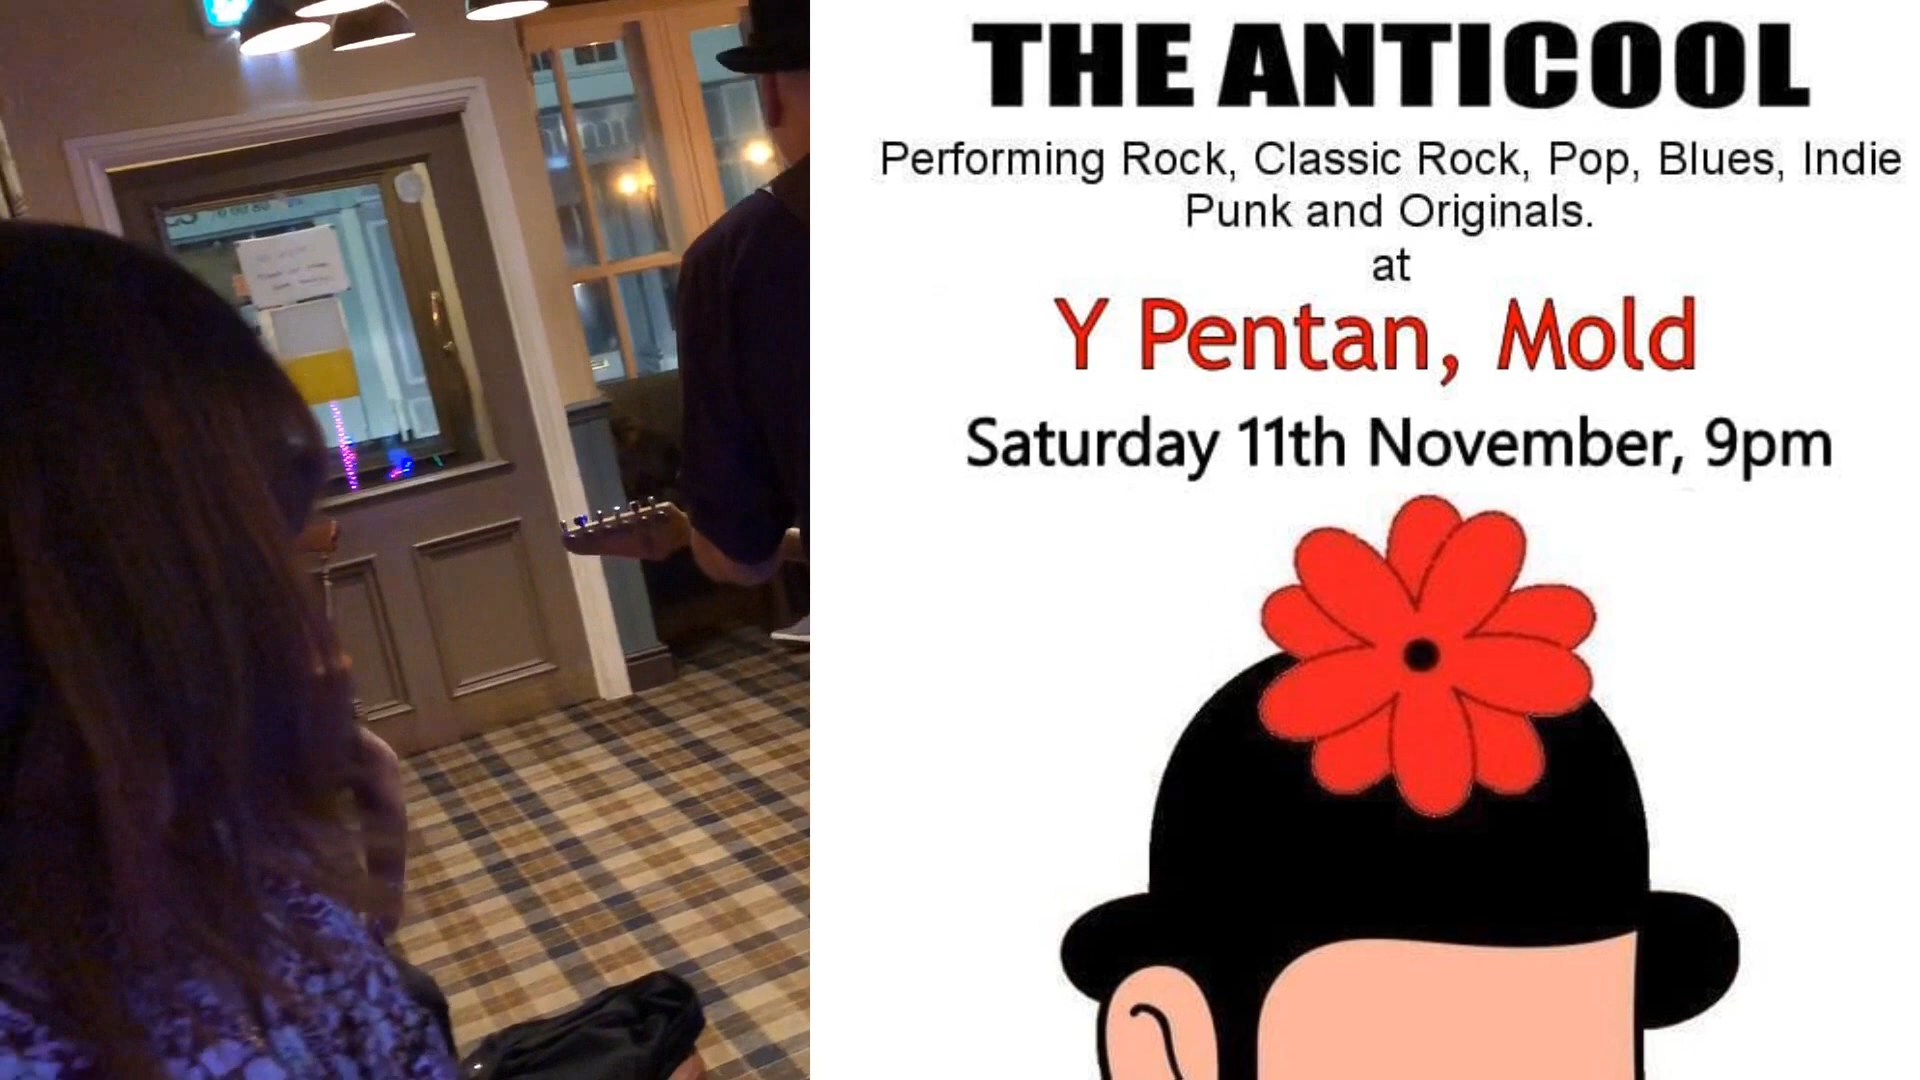 THE ANTICOOL
Performing Rock, Classic Rock, Pop, Blues, Indie
Punk and Originals.
at
Y Pentan, Mold
Saturday 11th November, 9pm